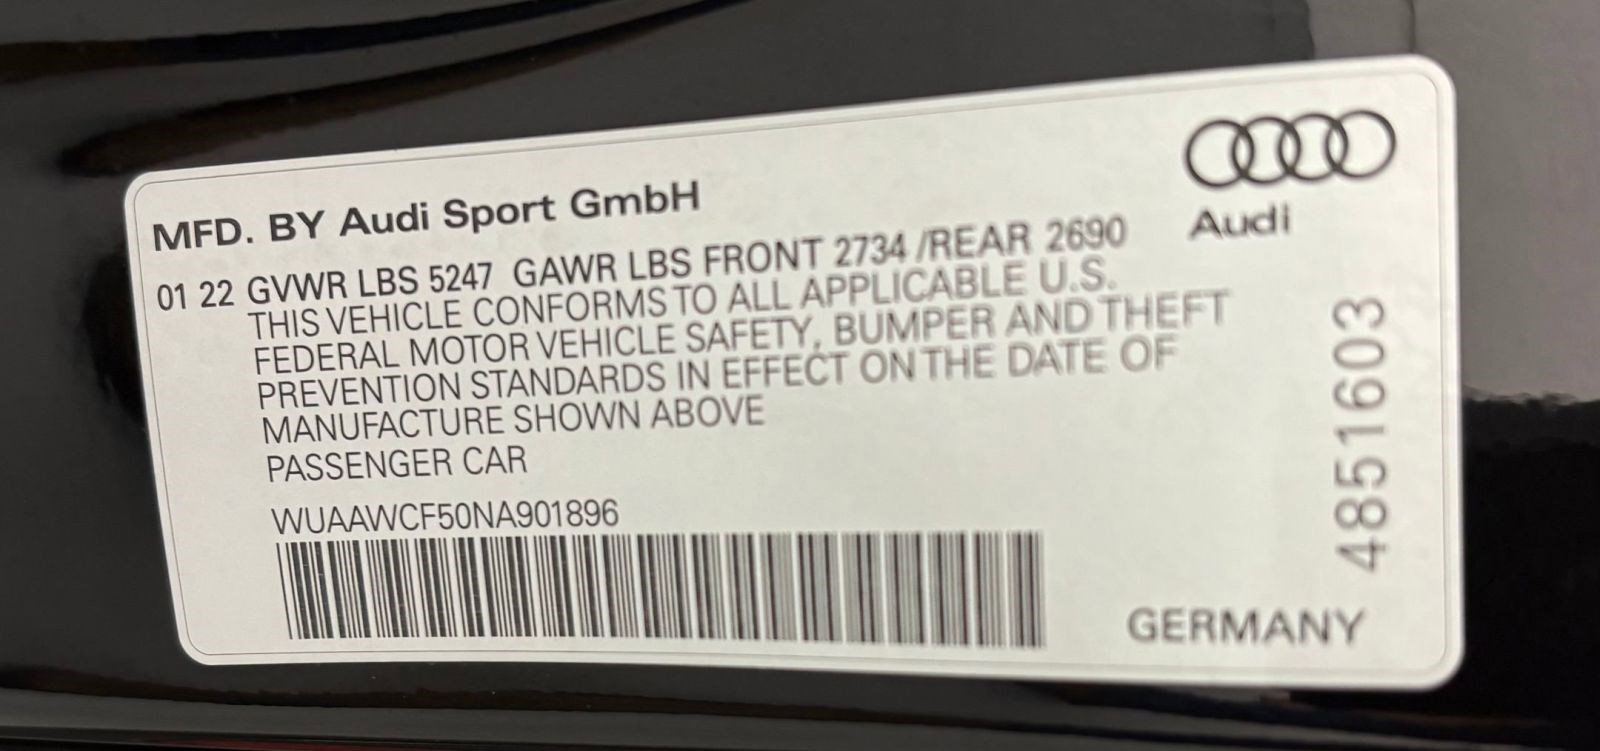 Audi
MFD. BY Audi Sport GmbH
01 22 GVWR LBS 5247 GAWR LBS FRONT 2734 /REAR 2690
THIS VEHICLE CONFORMS TO ALL APPLICABLE U.S.
FEDERAL MOTOR VEHICLE SAFETY, BUMPER AND THEFT
PREVENTION STANDARDS IN EFFECT ON THE DATE OF
MANUFACTURE SHOWN ABOVE
PASSENGER CAR
WUAAWCF50NA901896
4851603
GERMANY